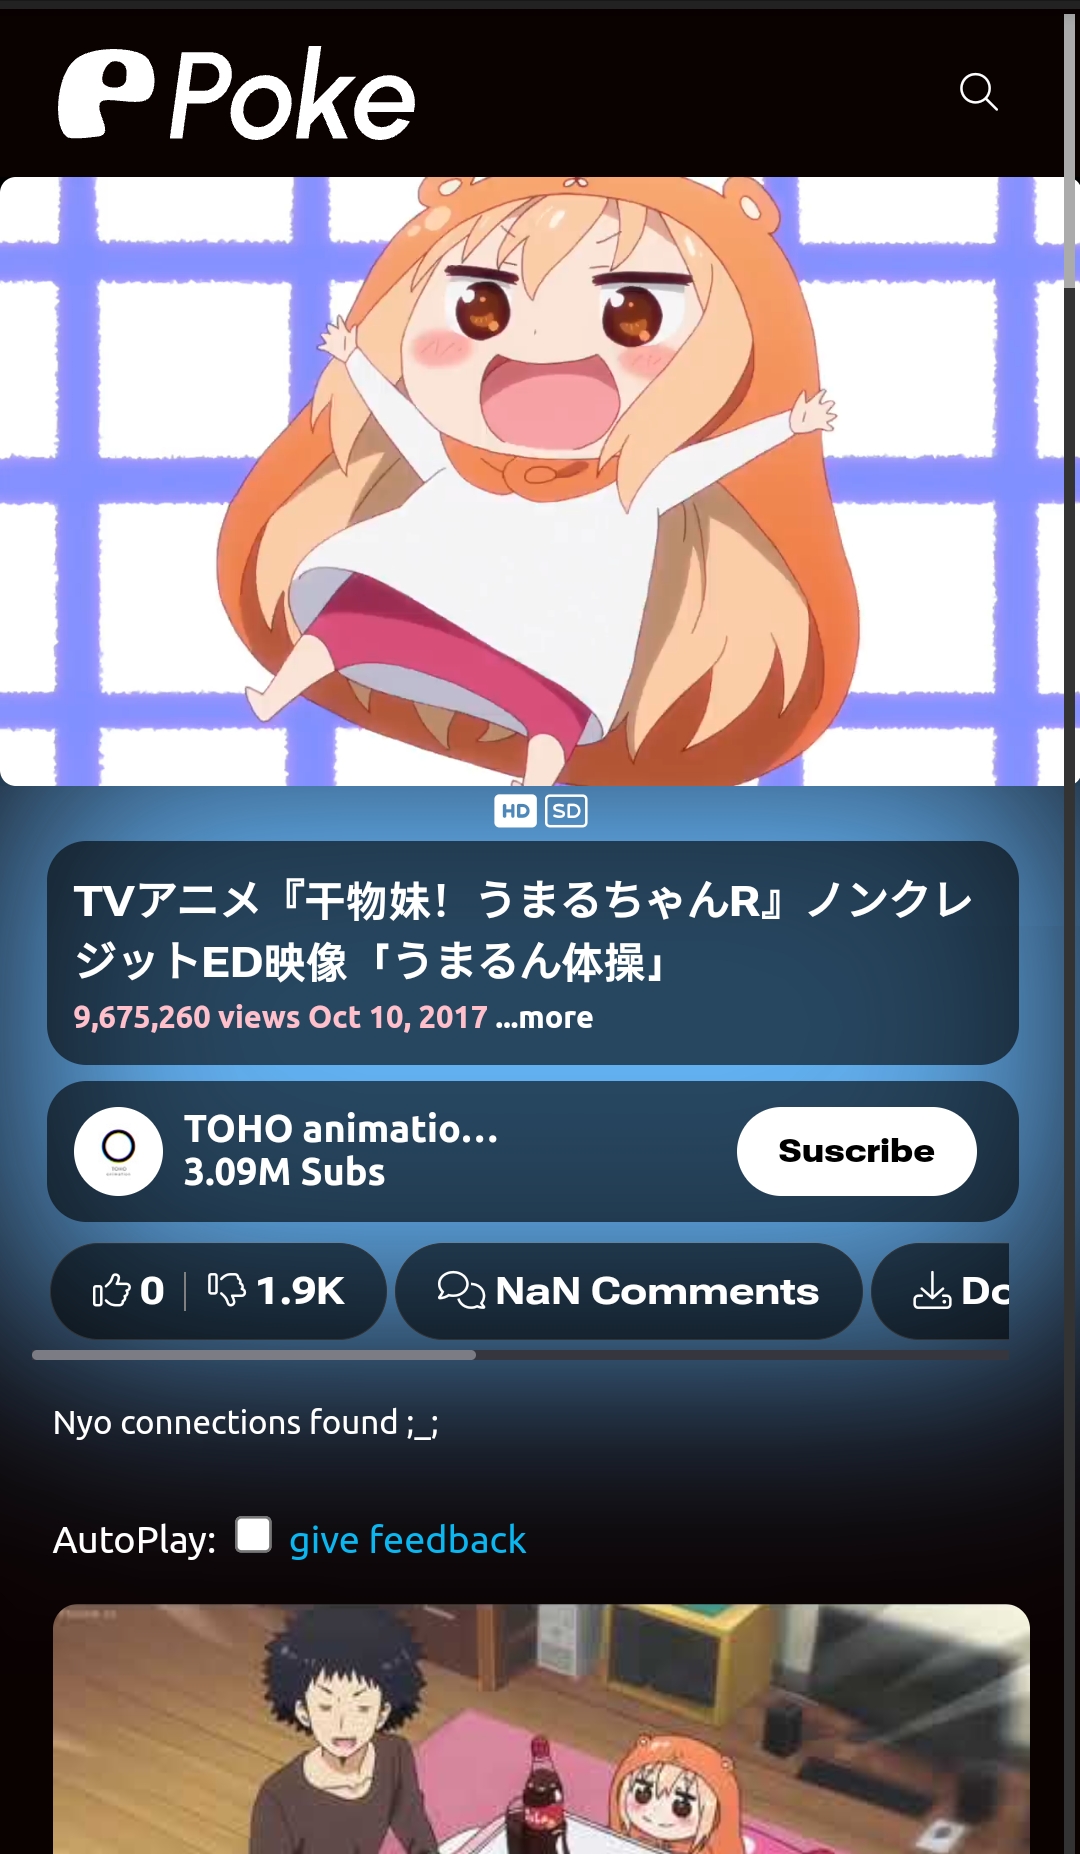 Poke
HD SD
TVアニメ『干物妹！うまるちゃんR』ノンクレ
ジットED映像「うまるん体操」
9,675,260 views Oct 10, 2017 ...more
TOHO animatio...
3.09M Subs
Suscribe
0 1.9K NaN Comments Do
Nyo connections found ;_;
AutoPlay: give feedback